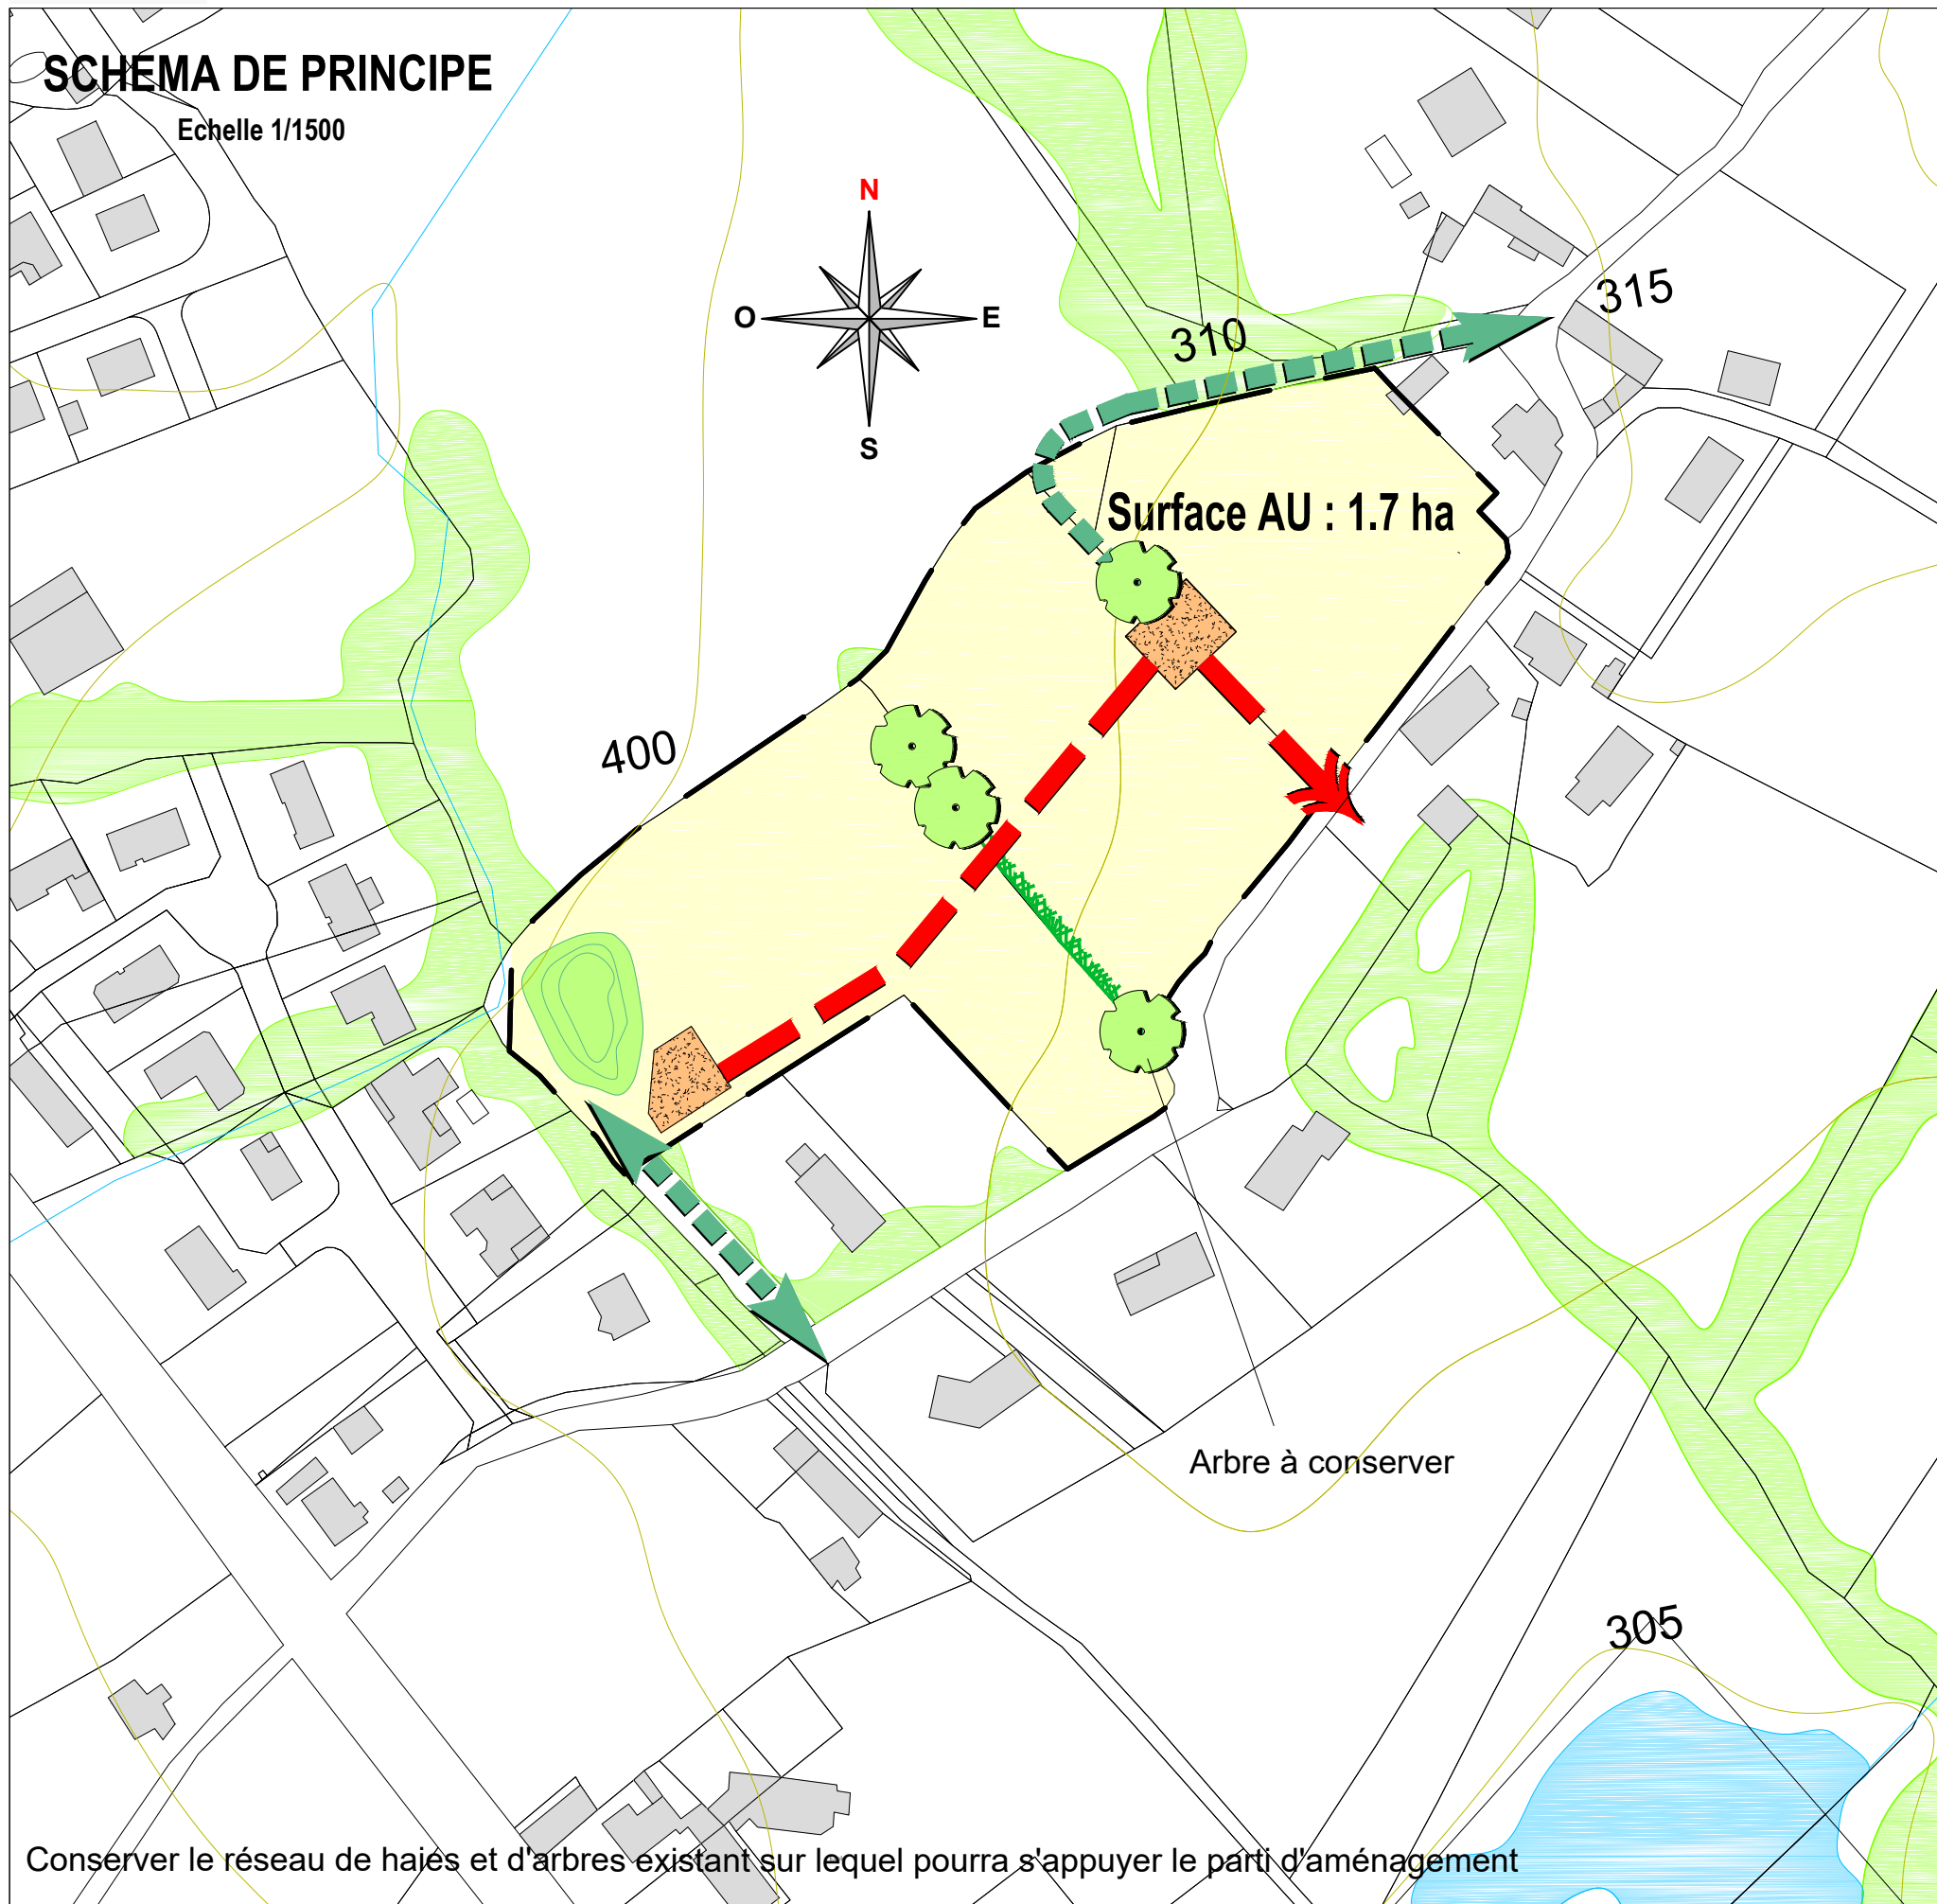 SCHEMA DE PRINCIPE
Echelle 1/1500
N
O
E
S
315
310
Surface AU : 1.7 ha
400
Arbre à conserver
305
Conserver le réseau de haies et d'arbres existant sur lequel pourra s'appuyer le parti d'aménagement